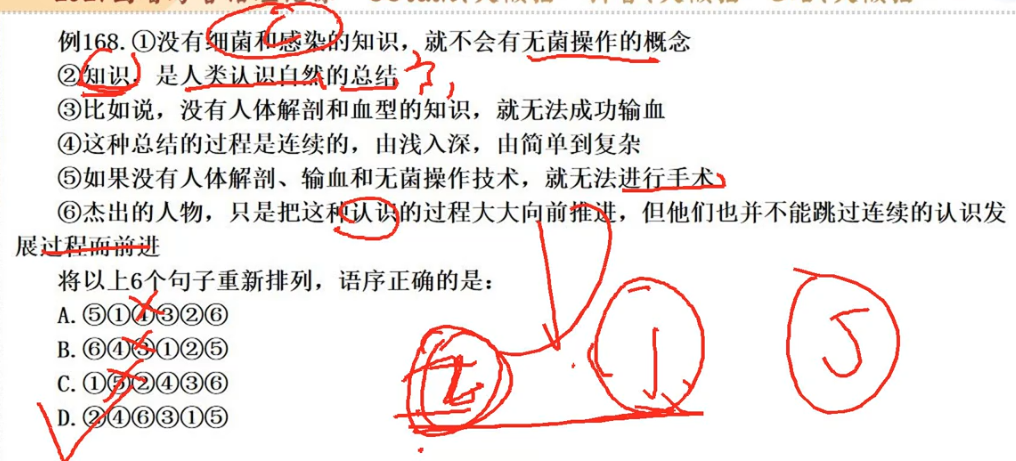 例168.①没有细菌和感染的知识，就不会有无菌操作的概念
②知识，是人类认识自然的总结
③比如说，没有人体解剖和血型的知识，就无法成功输血
④这种总结的过程是连续的，由浅入深，由简单到复杂
⑤如果没有人体解剖、输血和无菌操作技术，就无法进行手术
⑥杰出的人物，只是把这种认识的过程大大向前推进，但他们也并不能跳过连续的认识发
展过程而前进
将以上6个句子重新排列，语序正确的是：
A. ⑤①④③②⑥
B. ⑥④③①②⑤
C. ①⑤②④③⑥
D. ②④⑥③①⑤